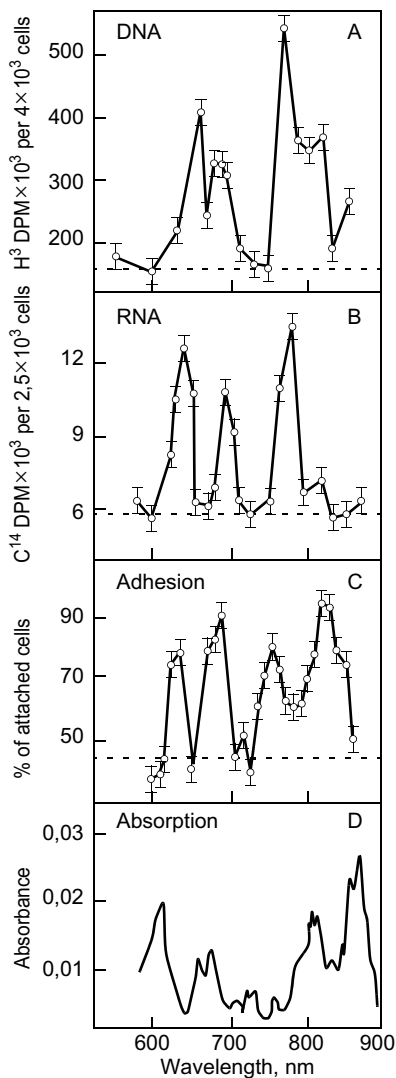 DNA A
500
400
300
200
H³ DPM×10³ per 4×10³ cells
RNA B
12
9
6
C¹⁴ DPM×10³ per 2,5×10³ cells
Adhesion C
90
70
50
% of attached cells
Absorption D
0,03
0,02
0,01
Absorbance
600 700 800 900
Wavelength, nm